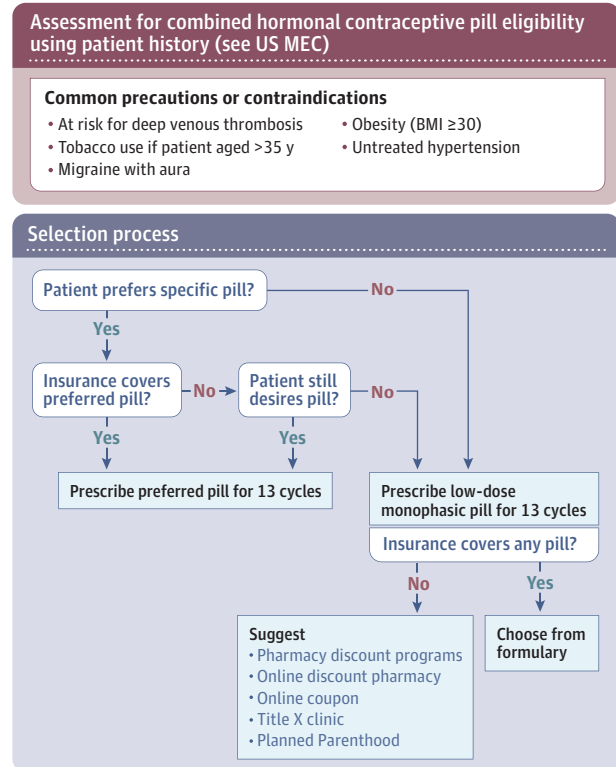 Assessment for combined hormonal contraceptive pill eligibility
using patient history (see US MEC)
Common precautions or contraindications
• At risk for deep venous thrombosis
• Tobacco use if patient aged >35 y
• Migraine with aura
• Obesity (BMI ≥30)
• Untreated hypertension
Selection process
Patient prefers specific pill?
No
Yes
Insurance covers
preferred pill?
No
Patient still
desires pill?
No
Yes
Yes
Prescribe preferred pill for 13 cycles
Prescribe low-dose
monophasic pill for 13 cycles
Insurance covers any pill?
No
Yes
Suggest
• Pharmacy discount programs
• Online discount pharmacy
• Online coupon
• Title X clinic
• Planned Parenthood
Choose from
formulary